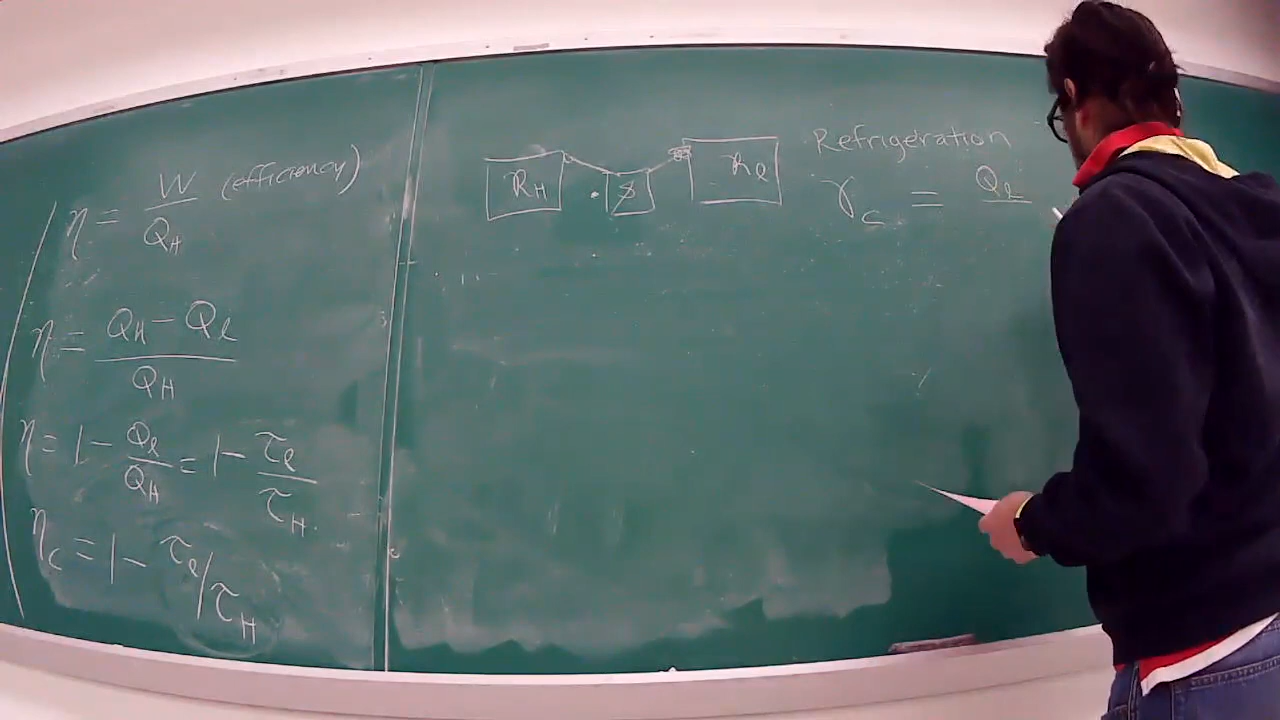 η = W / Q_H (efficiency)
η = Q_H - Q_ℓ / Q_H
η = 1 - Q_ℓ / Q_H = 1 - τ_ℓ / τ_H.
η_c = 1 - τ_ℓ / τ_H
R_H
R_ℓ
Refrigeration
γ_c = Q_ℓ